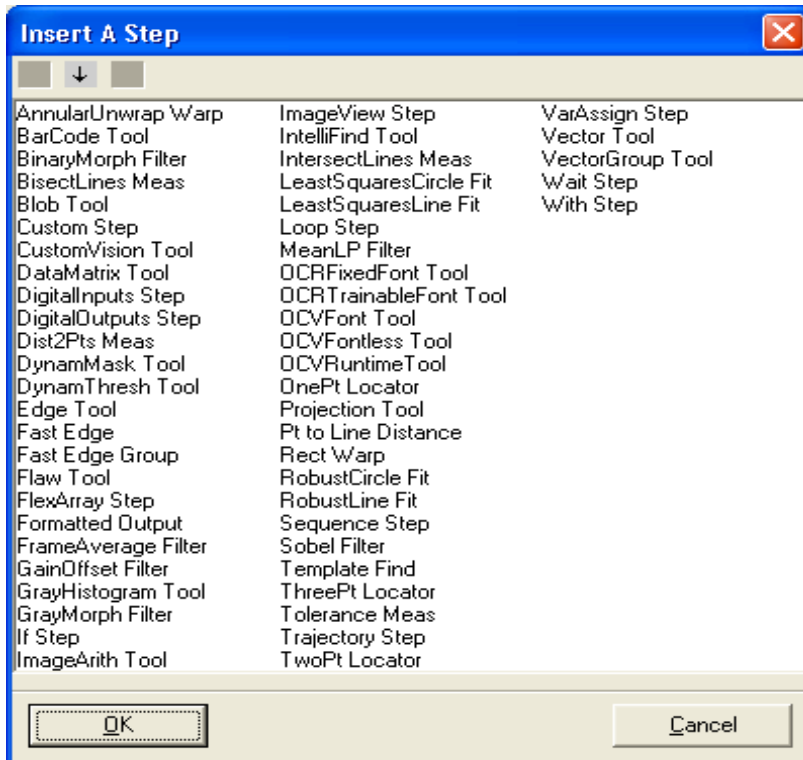 Insert A Step
AnnularUnwrap Warp
BarCode Tool
BinaryMorph Filter
BisectLines Meas
Blob Tool
Custom Step
CustomVision Tool
DataMatrix Tool
DigitalInputs Step
DigitalOutputs Step
Dist2Pts Meas
DynamMask Tool
DynamThresh Tool
Edge Tool
Fast Edge
Fast Edge Group
Flaw Tool
FlexArray Step
Formatted Output
FrameAverage Filter
GainOffset Filter
GrayHistogram Tool
GrayMorph Filter
If Step
ImageArith Tool
ImageView Step
IntelliFind Tool
IntersectLines Meas
LeastSquaresCircle Fit
LeastSquaresLine Fit
Loop Step
MeanLP Filter
OCRFixedFont Tool
OCRTrainableFont Tool
OCVFont Tool
OCVFontless Tool
OCVRuntimeTool
OnePt Locator
Projection Tool
Pt to Line Distance
Rect Warp
RobustCircle Fit
RobustLine Fit
Sequence Step
Sobel Filter
Template Find
ThreePt Locator
Tolerance Meas
Trajectory Step
TwoPt Locator
VarAssign Step
Vector Tool
VectorGroup Tool
Wait Step
With Step
OK
Cancel